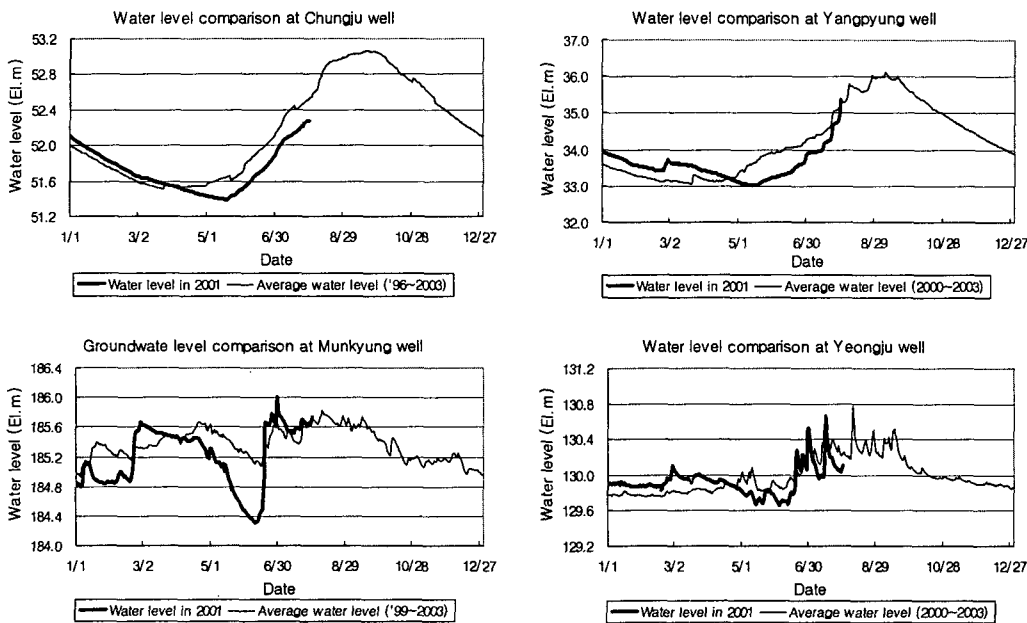 Water level comparison at Chungju well
Water level (El.m)
53.2
52.8
52.4
52.0
51.6
51.2
1/1
3/2
5/1
6/30
8/29
10/28
12/27
Date
Water level in 2001
Average water level ('96~2003)
Water level comparison at Yangpyung well
Water level (El.m)
37.0
36.0
35.0
34.0
33.0
32.0
1/1
3/2
5/1
6/30
8/29
10/28
12/27
Date
Water level in 2001
Average water level (2000~2003)
Groundwate level comparison at Munkyung well
Water level (El.m)
186.4
186.0
185.6
185.2
184.8
184.4
184.0
1/1
3/2
5/1
6/30
8/29
10/28
12/27
Date
Water level in 2001
Average water level ('99~2003)
Water level comparison at Yeongju well
Water level (El.m)
131.2
130.8
130.4
130.0
129.6
129.2
1/1
3/2
5/1
6/30
8/29
10/28
12/27
Date
Water level in 2001
Average water level (2000~2003)